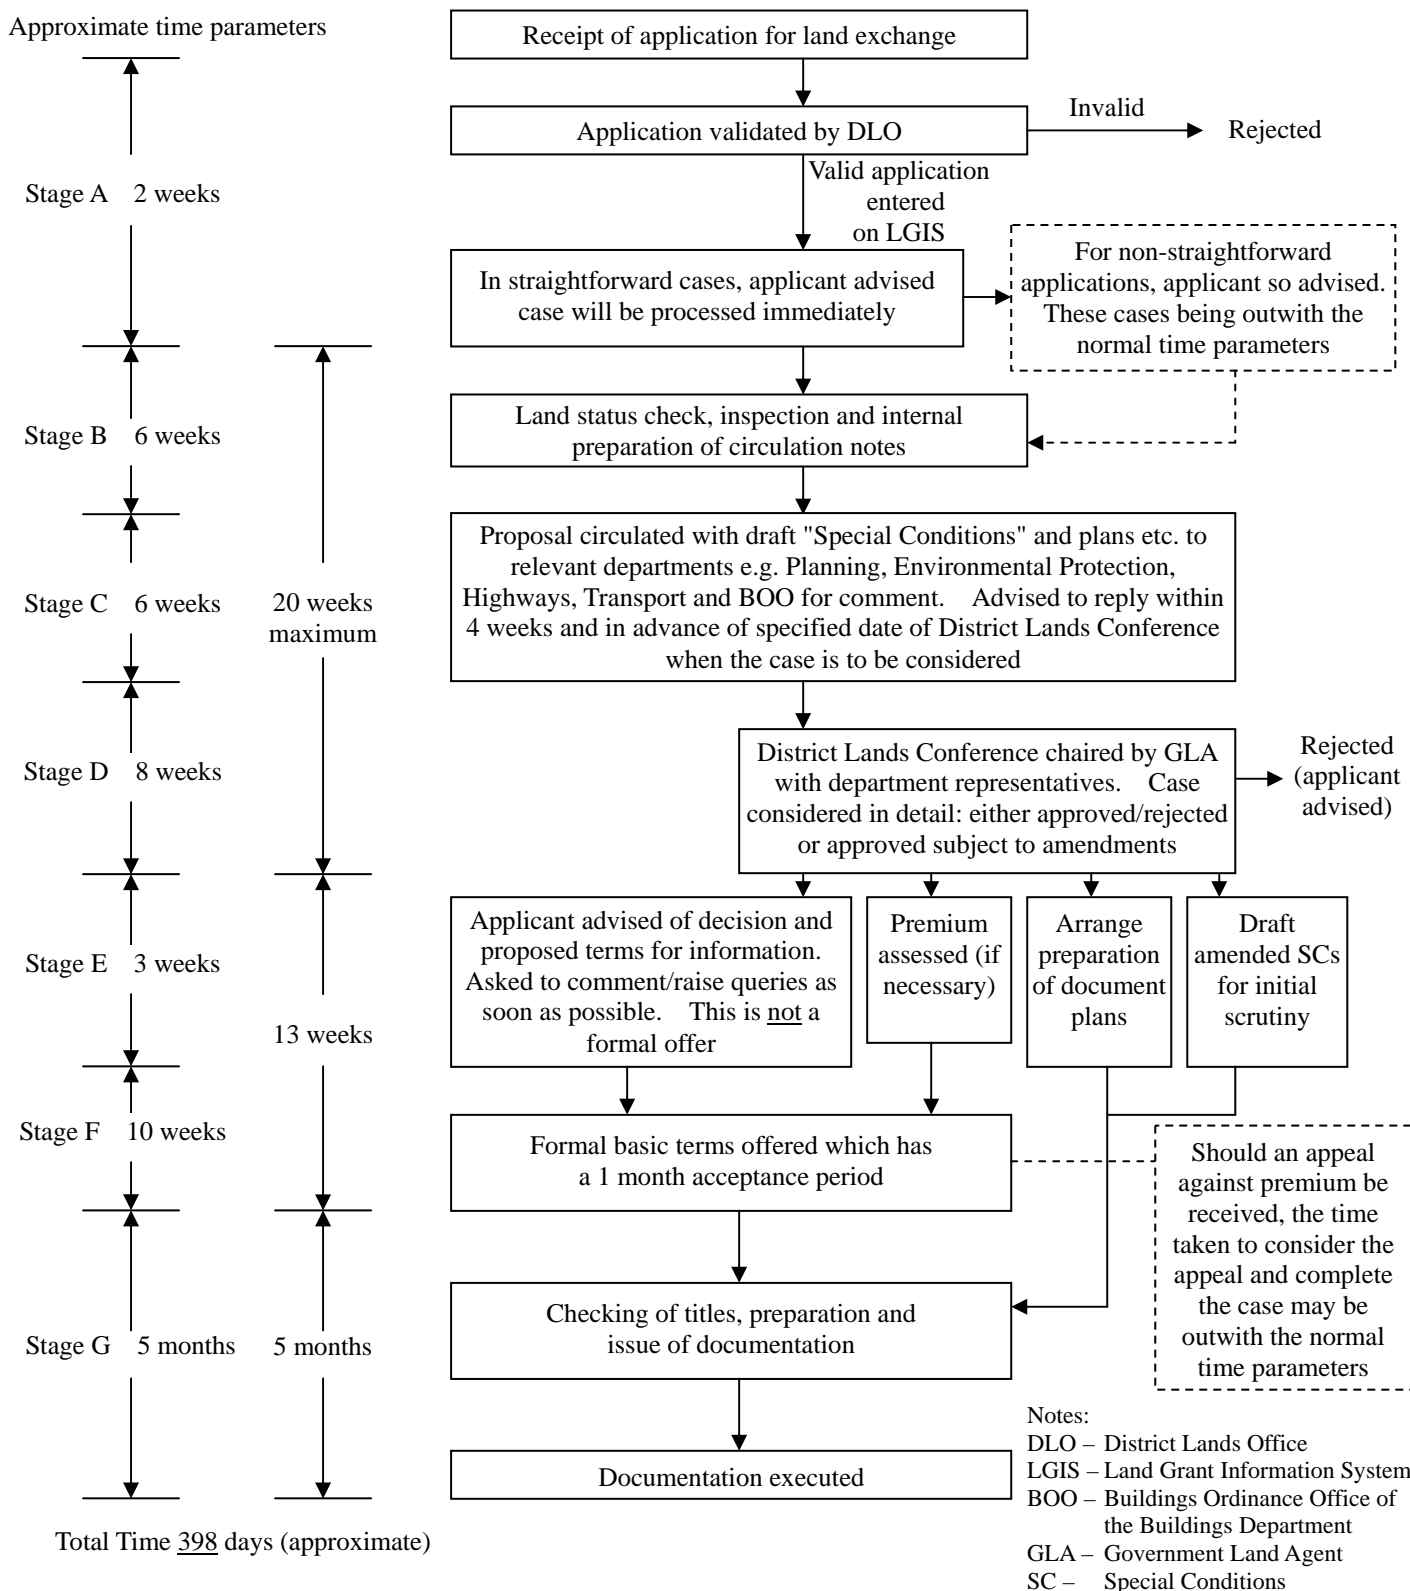 Approximate time parameters
Receipt of application for land exchange
Application validated by DLO
Invalid
Rejected
Valid application
entered
on LGIS
Stage A 2 weeks
In straightforward cases, applicant advised
case will be processed immediately
For non-straightforward
applications, applicant so advised.
These cases being outwith the
normal time parameters
Stage B 6 weeks
Land status check, inspection and internal
preparation of circulation notes
Stage C 6 weeks
20 weeks
maximum
Proposal circulated with draft "Special Conditions" and plans etc. to
relevant departments e.g. Planning, Environmental Protection,
Highways, Transport and BOO for comment. Advised to reply within
4 weeks and in advance of specified date of District Lands Conference
when the case is to be considered
Stage D 8 weeks
District Lands Conference chaired by GLA
with department representatives. Case
considered in detail: either approved/rejected
or approved subject to amendments
Rejected
(applicant
advised)
Stage E 3 weeks
13 weeks
Applicant advised of decision and
proposed terms for information.
Asked to comment/raise queries as
soon as possible. This is not a
formal offer
Premium
assessed (if
necessary)
Arrange
preparation
of document
plans
Draft
amended SCs
for initial
scrutiny
Stage F 10 weeks
Formal basic terms offered which has
a 1 month acceptance period
Should an appeal
against premium be
received, the time
taken to consider the
appeal and complete
the case may be
outwith the normal
time parameters
Stage G 5 months
5 months
Checking of titles, preparation and
issue of documentation
Documentation executed
Total Time 398 days (approximate)
Notes:
DLO – District Lands Office
LGIS – Land Grant Information System
BOO – Buildings Ordinance Office of
the Buildings Department
GLA – Government Land Agent
SC – Special Conditions